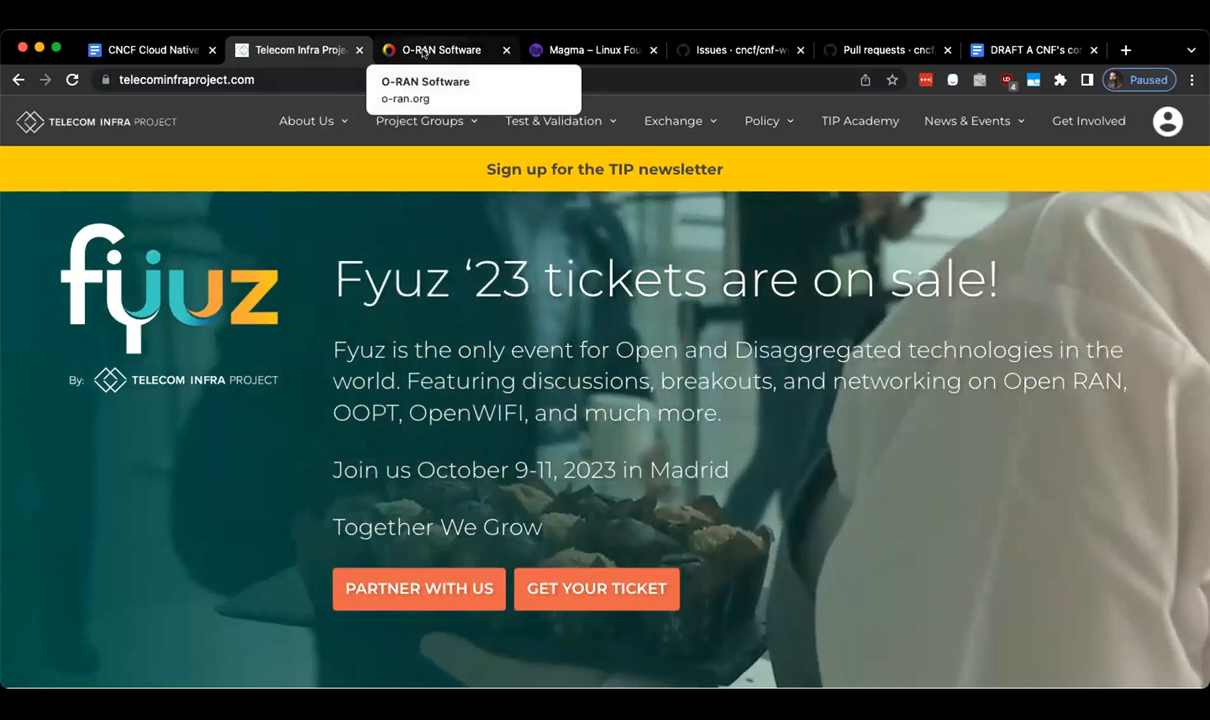 CNCF Cloud Native
Telecom Infra Proje
O-RAN Software
Magma – Linux Fou
Issues · cncf/cnf-w
Pull requests · cncf/
DRAFT A CNF's co
telecominfraproject.com
4
Paused
O-RAN Software
o-ran.org
TELECOM INFRA PROJECT
About Us
Project Groups
Test & Validation
Exchange
Policy
TIP Academy
News & Events
Get Involved
Sign up for the TIP newsletter
fyuz
By: TELECOM INFRA PROJECT
Fyuz ‘23 tickets are on sale!
Fyuz is the only event for Open and Disaggregated technologies in the
world. Featuring discussions, breakouts, and networking on Open RAN,
OOPT, OpenWIFI, and much more.
Join us October 9-11, 2023 in Madrid
Together We Grow
PARTNER WITH US
GET YOUR TICKET